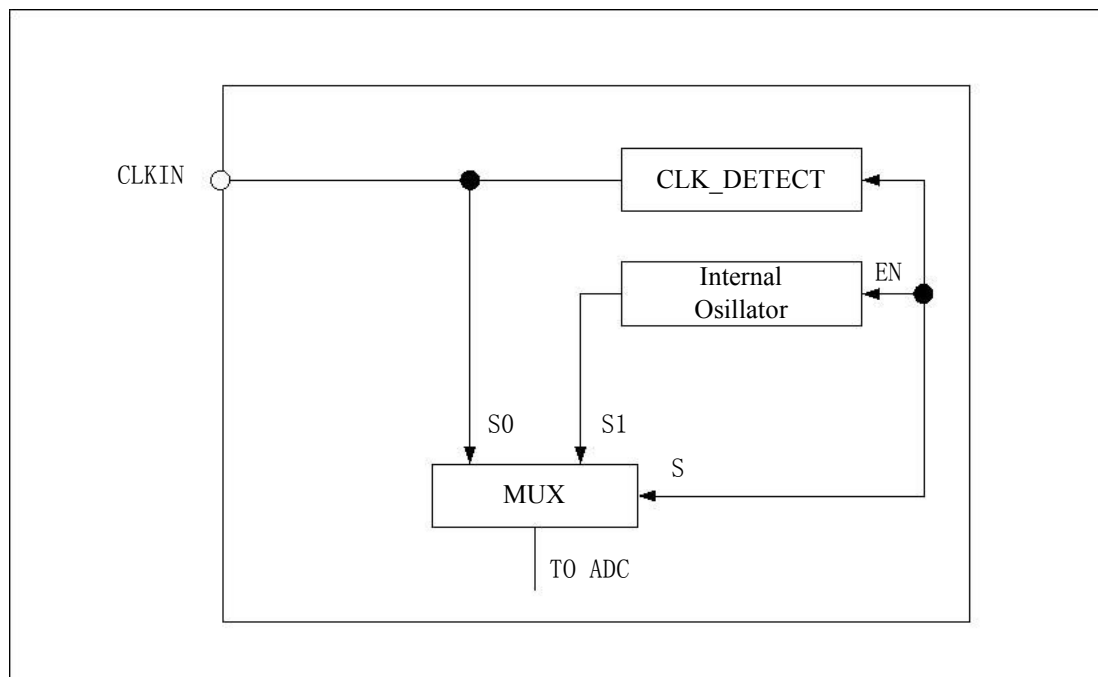 CLKIN
CLK_DETECT
Internal
Osillator
EN
S0
S1
S
MUX
TO ADC